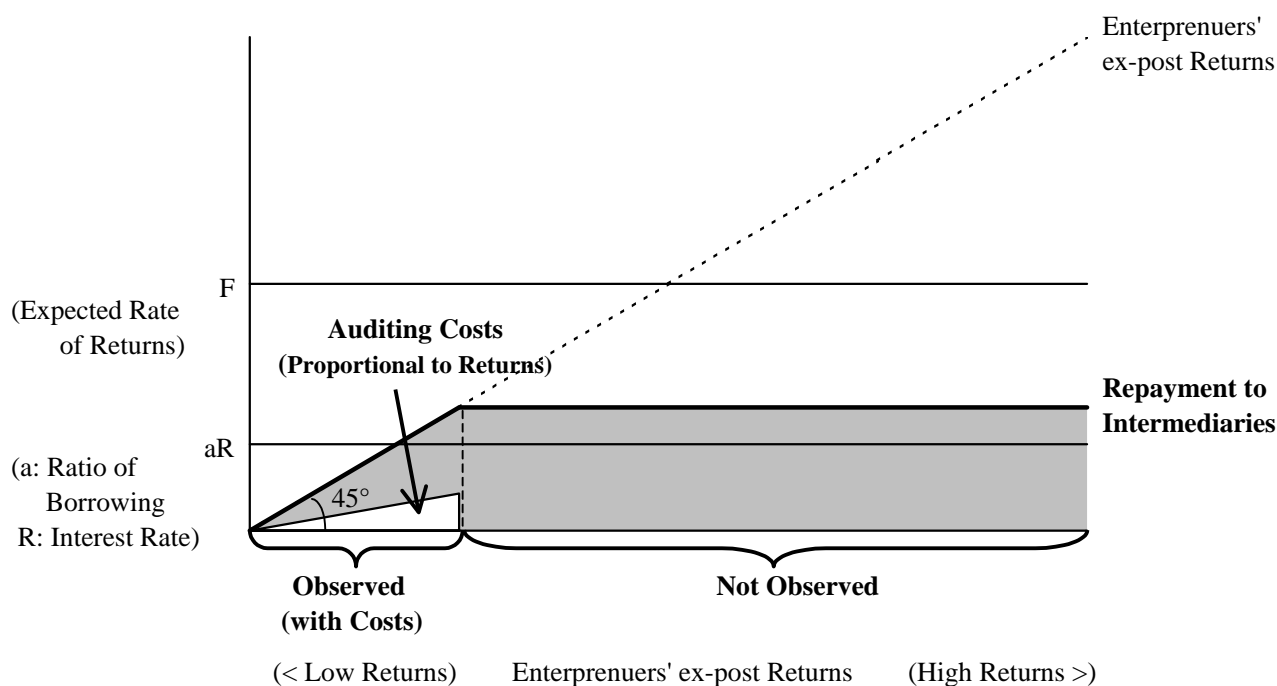 Enterprenuers'
ex-post Returns
F
(Expected Rate
of Returns)
Auditing Costs
(Proportional to Returns)
Repayment to
Intermediaries
aR
(a: Ratio of
Borrowing
R: Interest Rate)
45°
Observed
(with Costs)
Not Observed
(< Low Returns)
Enterprenuers' ex-post Returns
(High Returns >)